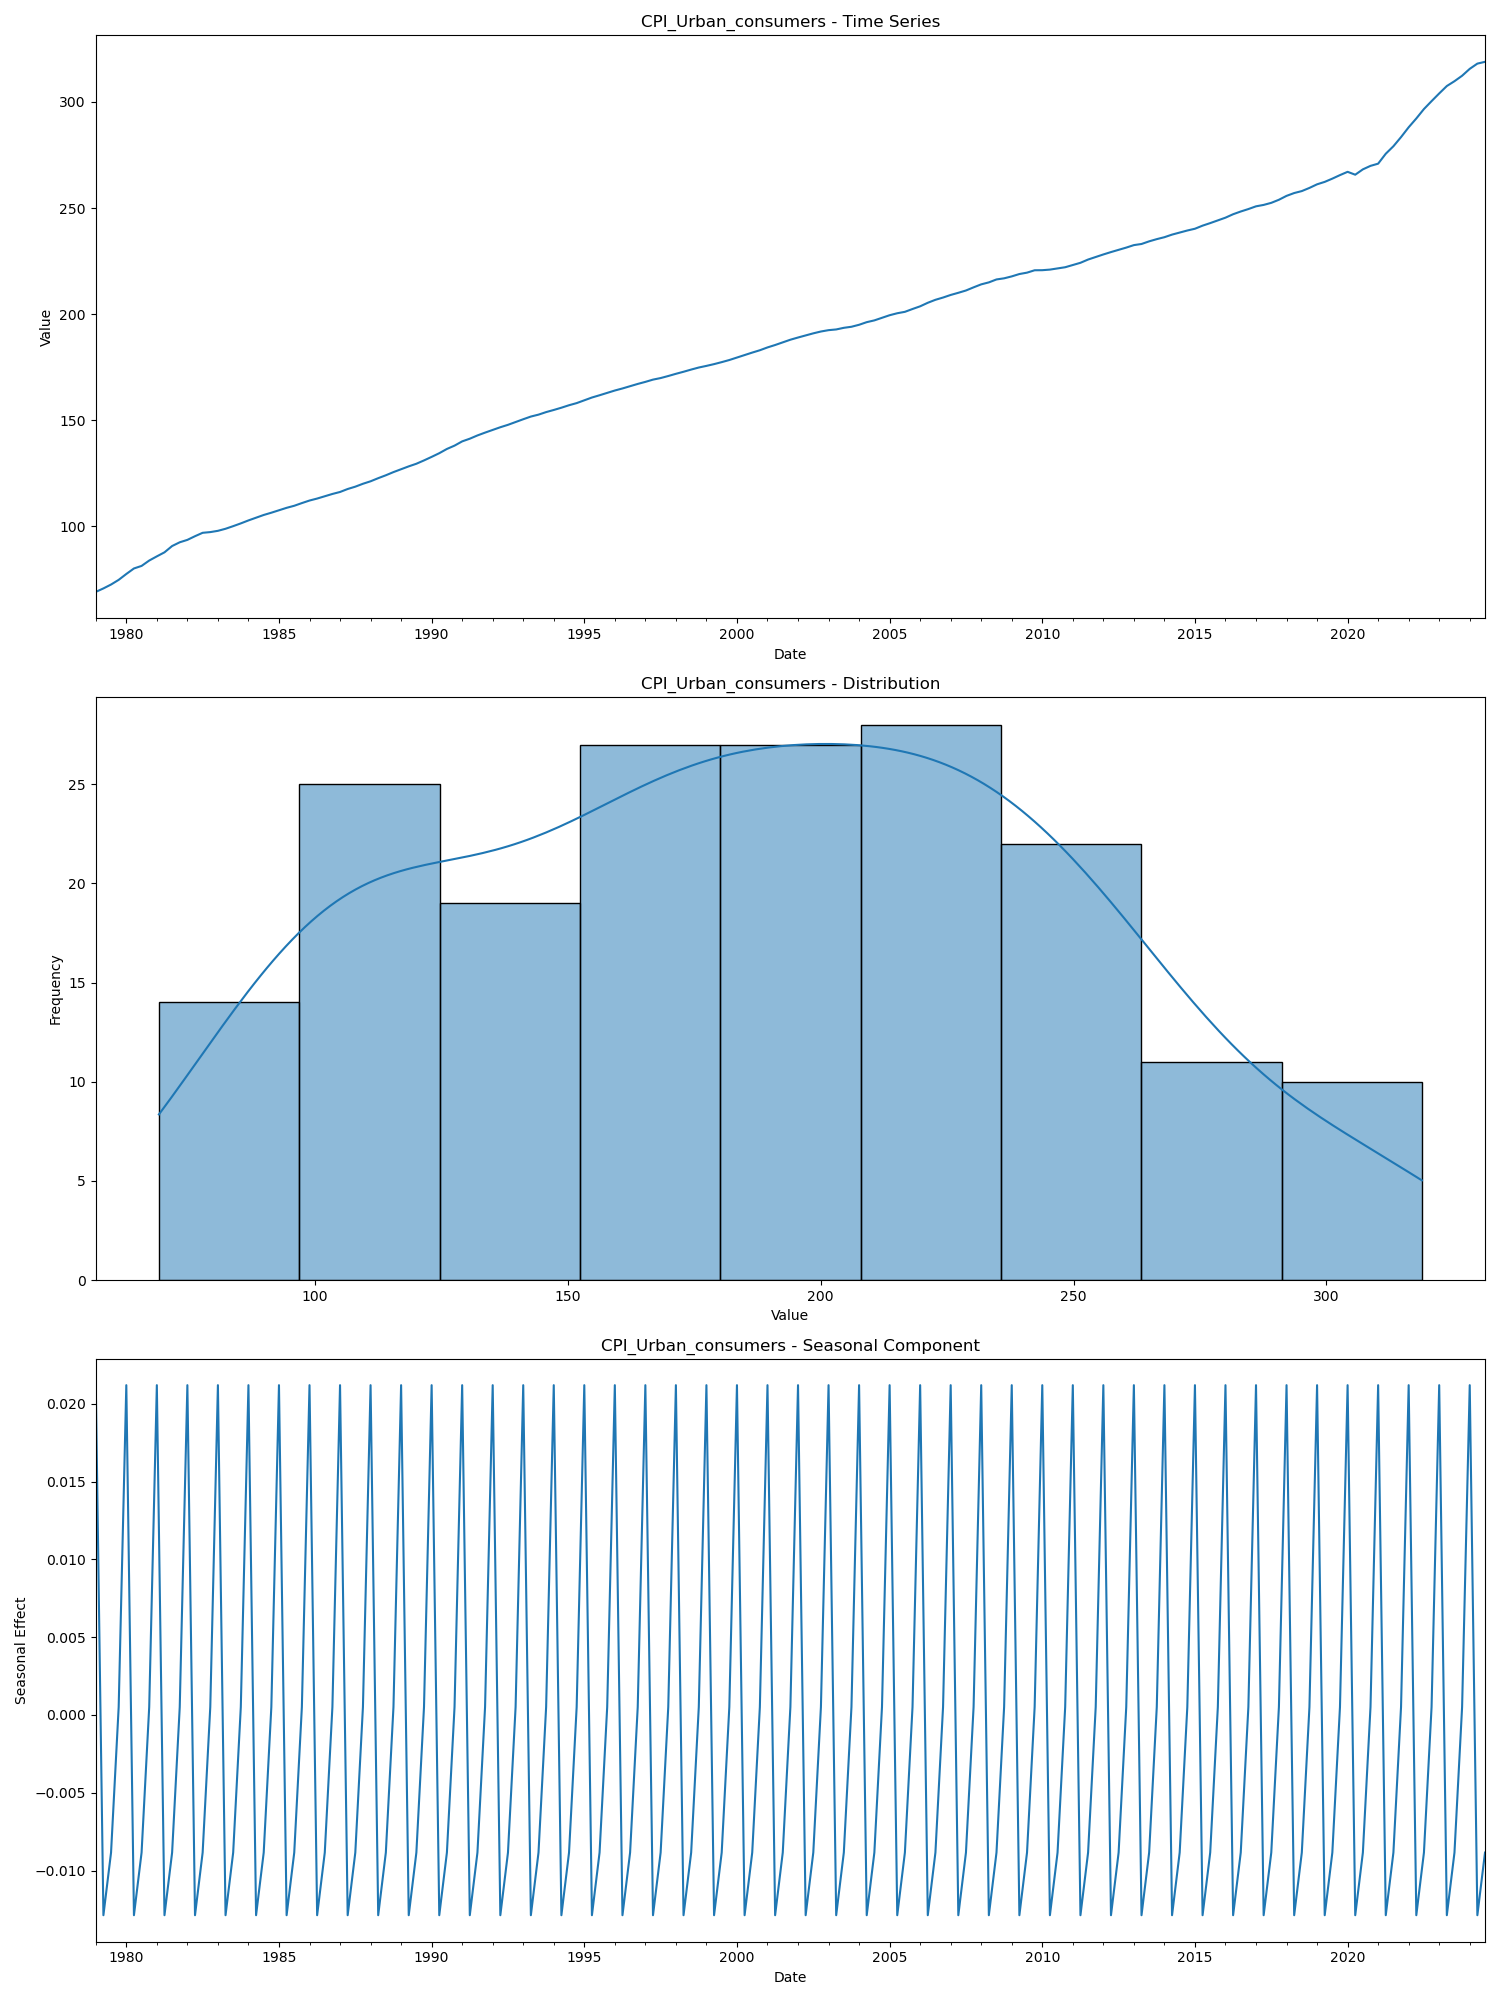 CPI_Urban_consumers - Time Series
Value
300
250
200
150
100
1980 1985 1990 1995 2000 2005 2010 2015 2020
Date
CPI_Urban_consumers - Distribution
Frequency
25
20
15
10
5
0
100 150 200 250 300
Value
CPI_Urban_consumers - Seasonal Component
Seasonal Effect
0.020
0.015
0.010
0.005
0.000
−0.005
−0.010
1980 1985 1990 1995 2000 2005 2010 2015 2020
Date